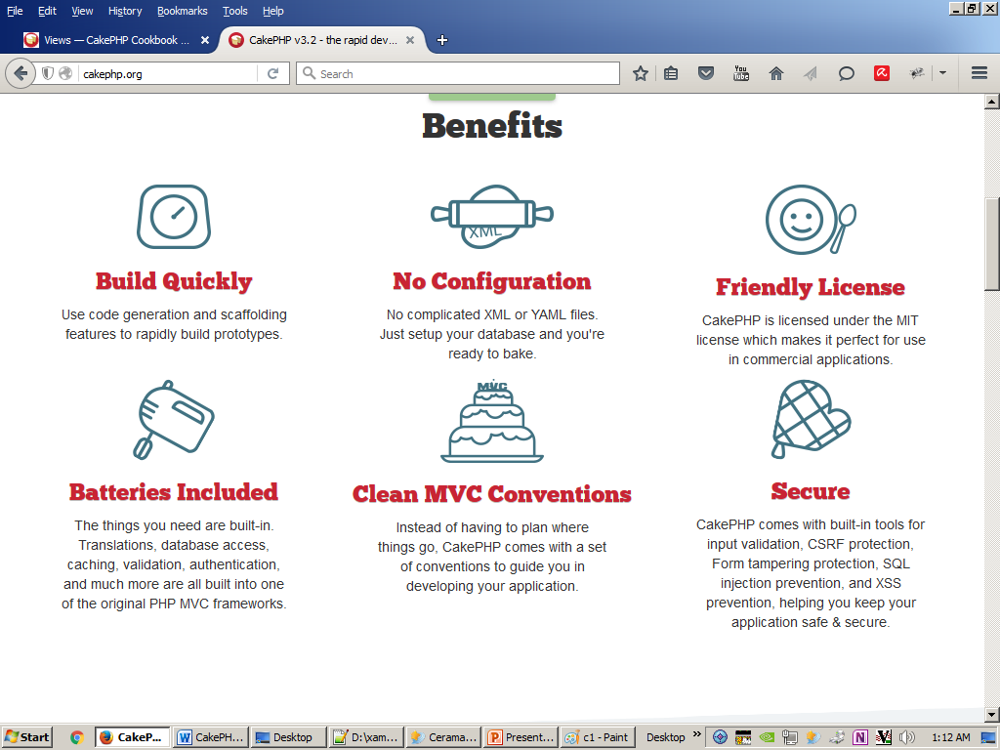 File Edit View History Bookmarks Tools Help
Views — CakePHP Cookbook ...
CakePHP v3.2 - the rapid dev...
cakephp.org
Search
You Tube
Benefits
XML
Build Quickly
Use code generation and scaffolding
features to rapidly build prototypes.
No Configuration
No complicated XML or YAML files.
Just setup your database and you're
ready to bake.
Friendly License
CakePHP is licensed under the MIT
license which makes it perfect for use
in commercial applications.
MVC
Batteries Included
The things you need are built-in.
Translations, database access,
caching, validation, authentication,
and much more are all built into one
of the original PHP MVC frameworks.
Clean MVC Conventions
Instead of having to plan where
things go, CakePHP comes with a set
of conventions to guide you in
developing your application.
Secure
CakePHP comes with built-in tools for
input validation, CSRF protection,
Form tampering protection, SQL
injection prevention, and XSS
prevention, helping you keep your
application safe & secure.
Start
CakeP...
CakePH...
Desktop
D:\xam...
Cerama...
Present...
c1 - Paint
Desktop
N
1:12 AM